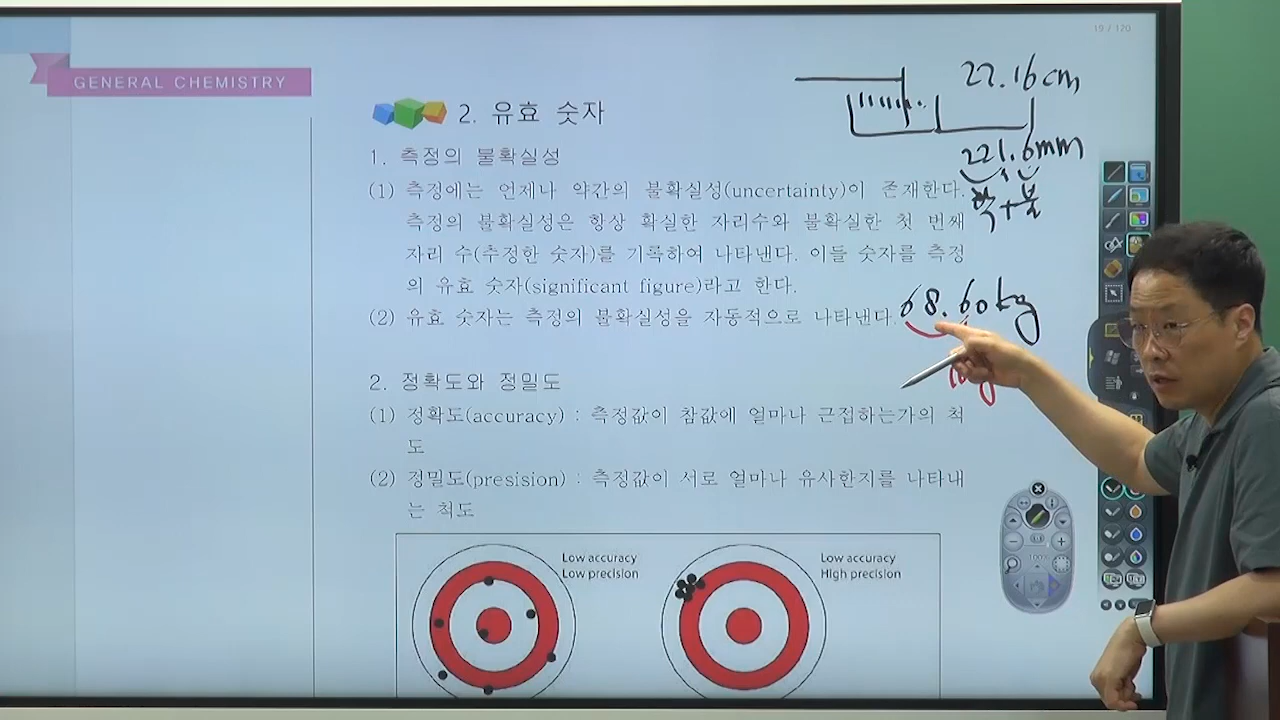 19 / 120
GENERAL CHEMISTRY
2. 유효 숫자
22.16cm
221.6mm
확+불
1. 측정의 불확실성
(1) 측정에는 언제나 약간의 불확실성(uncertainty)이 존재한다.
측정의 불확실성은 항상 확실한 자리수와 불확실한 첫 번째
자리 수(추정한 숫자)를 기록하여 나타낸다. 이들 숫자를 측정
의 유효 숫자(significant figure)라고 한다.
(2) 유효 숫자는 측정의 불확실성을 자동적으로 나타낸다.
68.60kg
2. 정확도와 정밀도
(1) 정확도(accuracy) : 측정값이 참값에 얼마나 근접하는가의 척
도
(2) 정밀도(presision) : 측정값이 서로 얼마나 유사한지를 나타내
는 척도
Low accuracy
Low precision
Low accuracy
High precision
100%